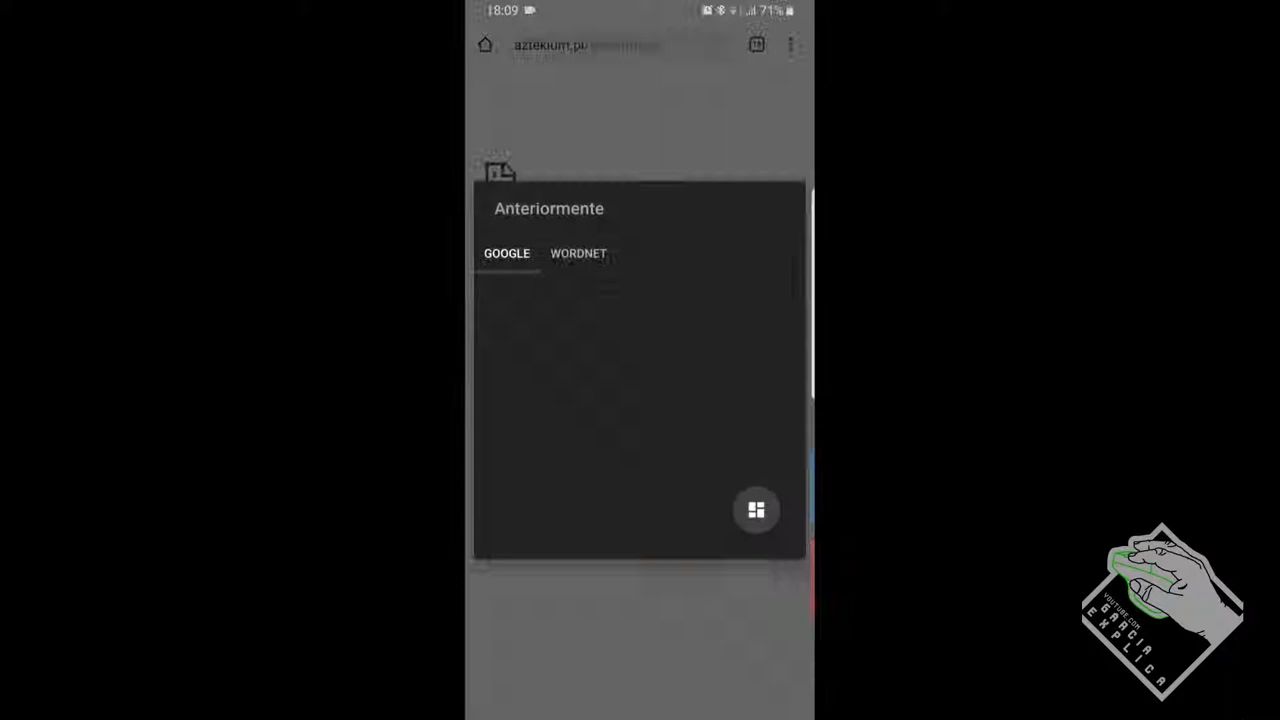 18:09
71%
aztekium.pl
Anteriormente
GOOGLE WORDNET
YOUTUBE.COM
GARCIA
EXPLICA